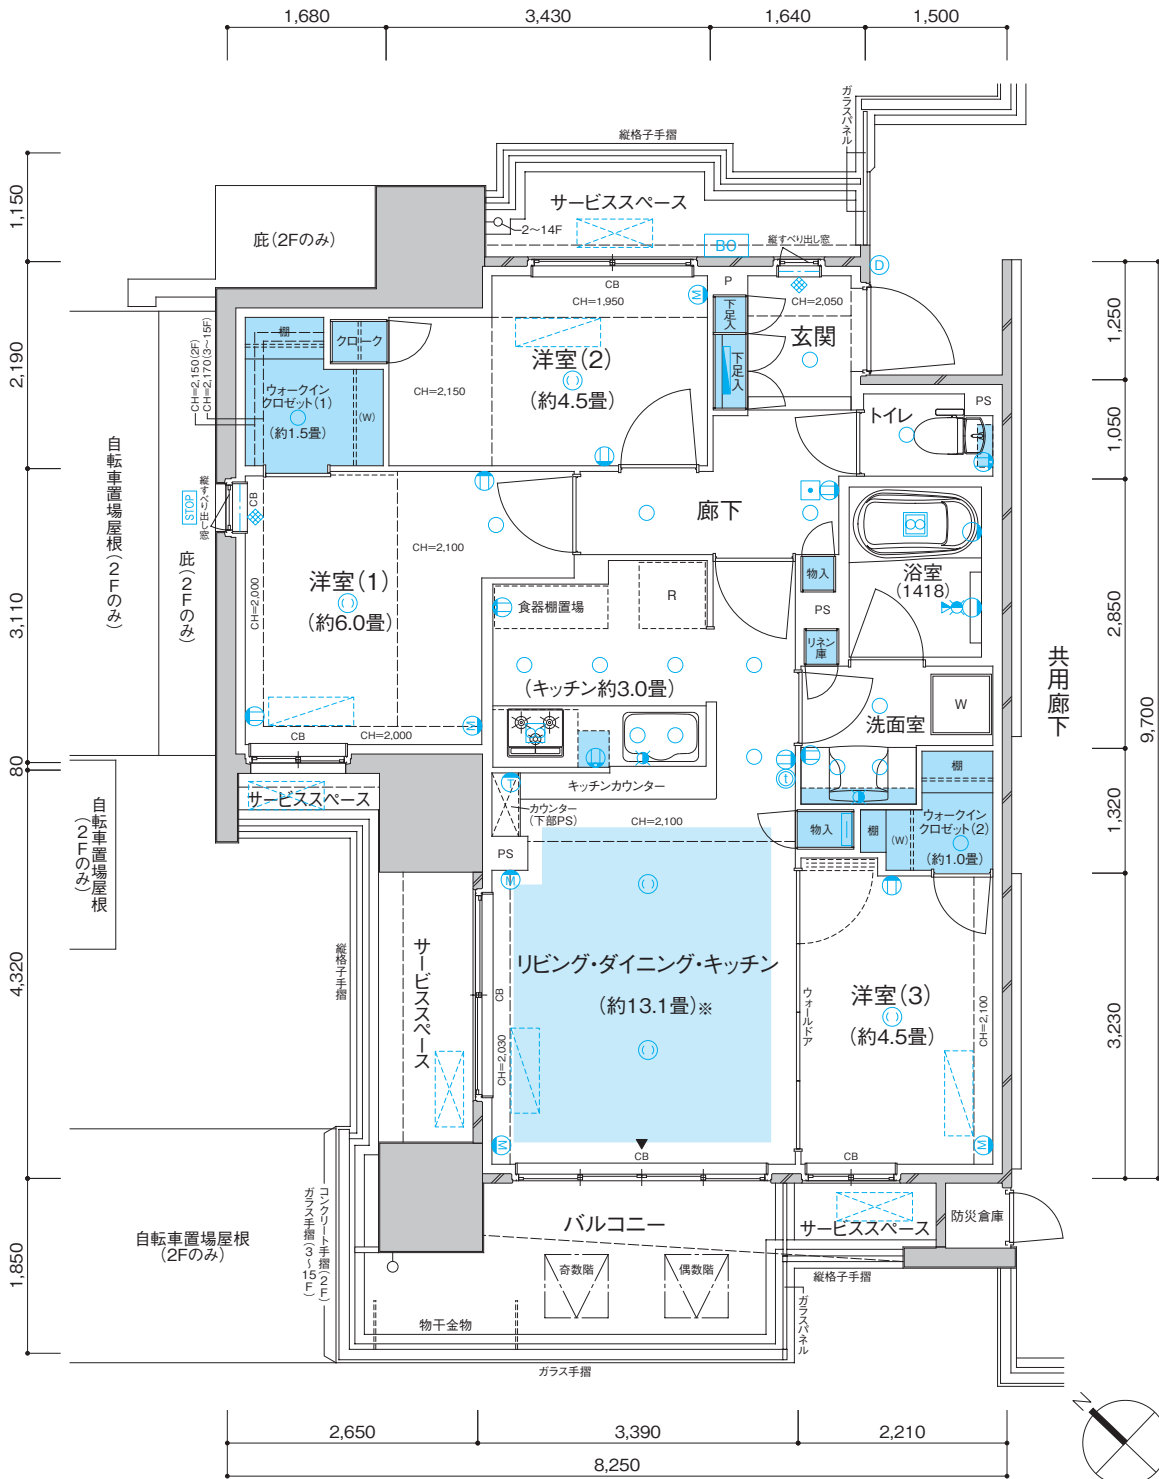 1,680
3,430
1,640
1,500
ガラスパネル
縦格子手摺
1,150
サービススペース
2〜14F
庇(2Fのみ)
BO
縦すべり出し窓
D
CB
P
CH=1,950
M
CH=2,050
下足入
玄関
1,250
2,190
CH=2,150(2F)
CH=2,170(3〜15F)
棚
クローク
洋室(2)
(約4.5畳)
CH=2,150
下足入
ウォークイン
クロゼット(1)
(約1.5畳)
(W)
トイレ
PS
1,050
自転車置場屋根(2Fのみ)
庇(2Fのみ)
STOP
縦すべり出し窓
CB
廊下
CH=2,100
洋室(1)
(約6.0畳)
CH=2,000
食器棚置場
R
物入
PS
浴室
(1418)
3,110
2,850
リネン庫
共用廊下
9,700
(キッチン約3.0畳)
洗面室
W
M
CB
CH=2,000
80
サービススペース
キッチンカウンター
T
カウンター
(下部PS)
t
棚
自転車置場屋根
(2Fのみ)
CH=2,100
PS
物入
棚
(W)
ウォークイン
クロゼット(2)
(約1.0畳)
1,320
M
4,320
縦格子手摺
サービススペース
CB
CH=2,030
リビング・ダイニング・キッチン
(約13.1畳)※
ウォールドア
洋室(3)
(約4.5畳)
CH=2,100
3,230
M
CB
CB
M
自転車置場屋根
(2Fのみ)
コンクリート手摺(2F)
ガラス手摺(3〜15F)
バルコニー
サービススペース
防災倉庫
1,850
奇数階
偶数階
縦格子手摺
ガラスパネル
物干金物
ガラス手摺
N
2,650
3,390
2,210
8,250